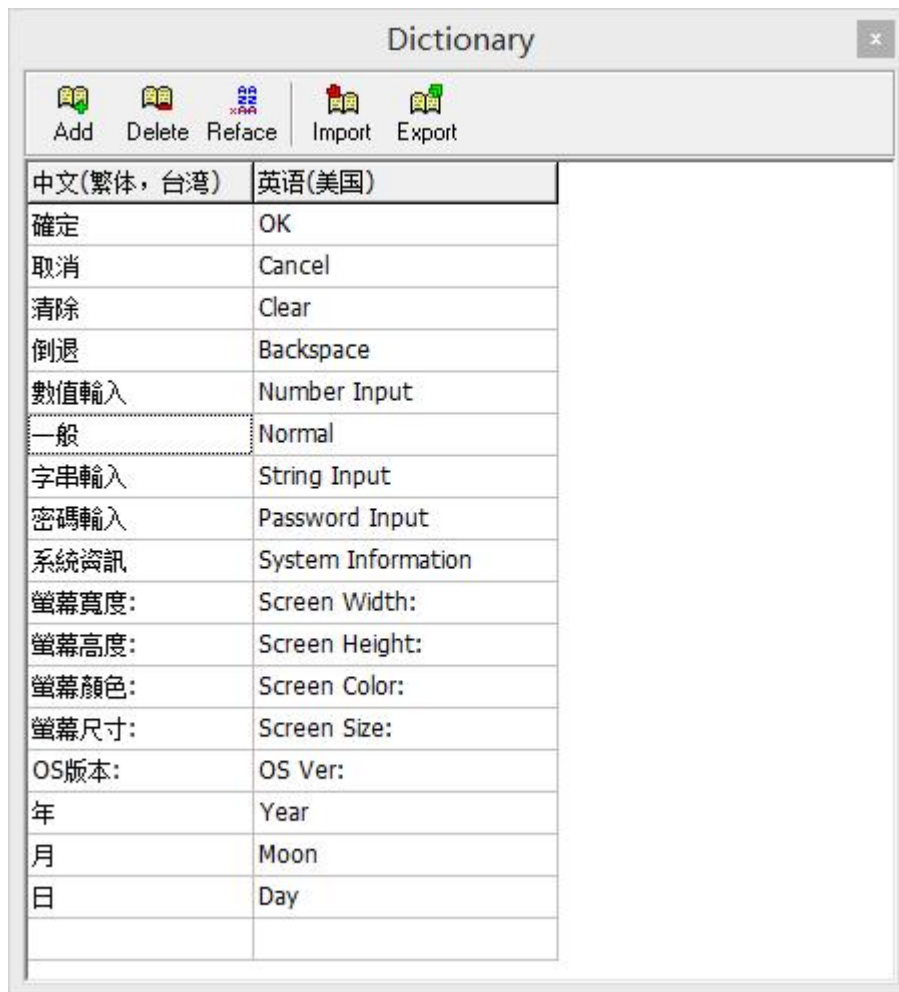 Dictionary
x
Add Delete Reface Import Export
中文(繁体，台湾) 英语(美国)
確定 OK
取消 Cancel
清除 Clear
倒退 Backspace
數值輸入 Number Input
一般 Normal
字串輸入 String Input
密碼輸入 Password Input
系統資訊 System Information
螢幕寬度: Screen Width:
螢幕高度: Screen Height:
螢幕顏色: Screen Color:
螢幕尺寸: Screen Size:
OS版本: OS Ver:
年 Year
月 Moon
日 Day